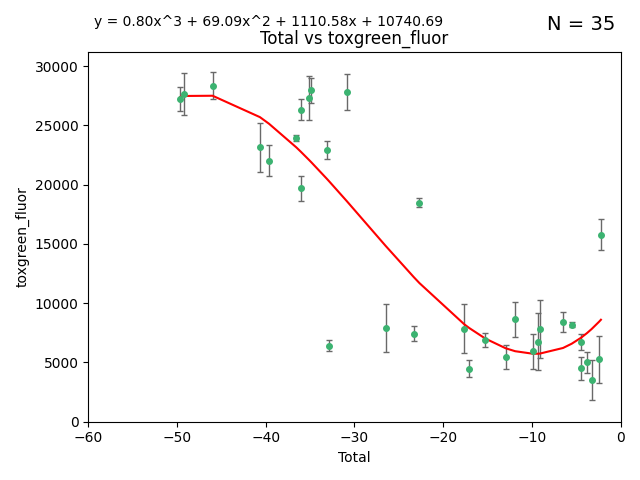 y = 0.80x^3 + 69.09x^2 + 1110.58x + 10740.69
N = 35
Total vs toxgreen_fluor
30000
25000
20000
15000
10000
5000
0
toxgreen_fluor
−60
−50
−40
−30
−20
−10
0
Total